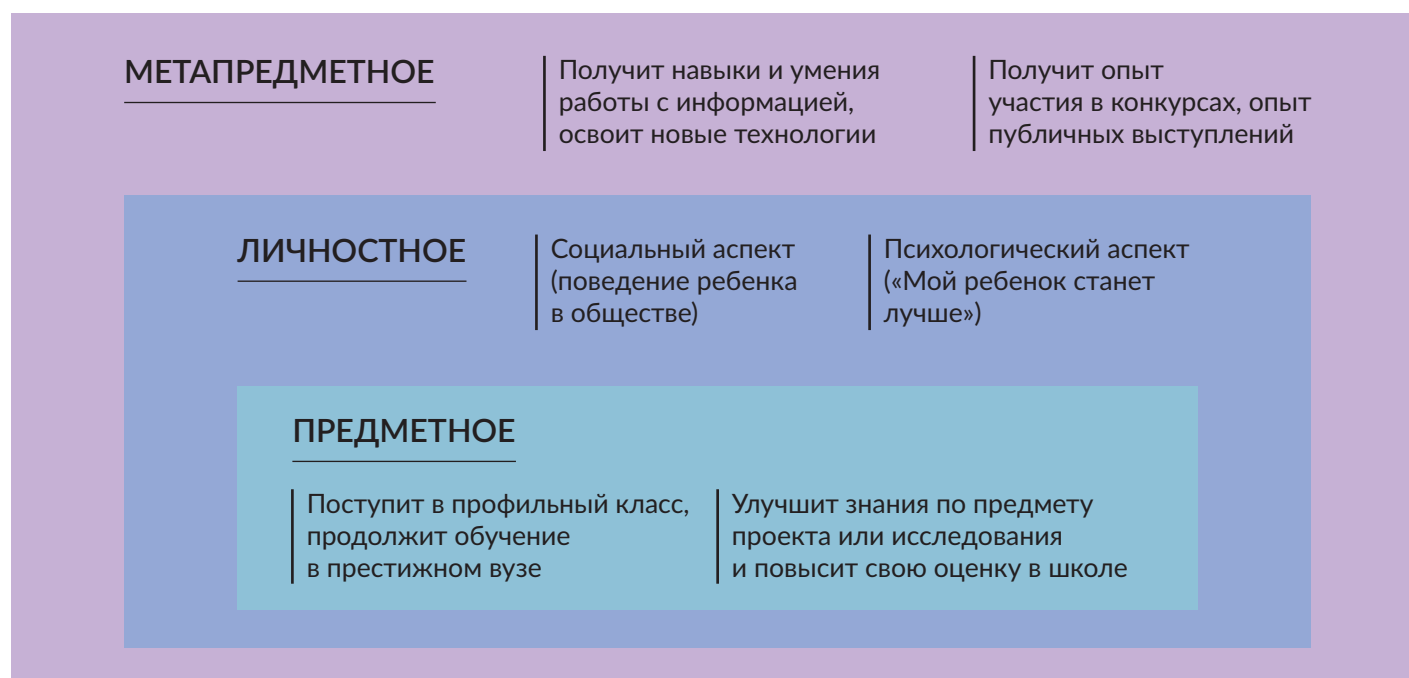 МЕТАПРЕДМЕТНОЕ
Получит навыки и умения
работы с информацией,
освоит новые технологии
Получит опыт
участия в конкурсах, опыт
публичных выступлений
ЛИЧНОСТНОЕ
Социальный аспект
(поведение ребенка
в обществе)
Психологический аспект
(«Мой ребенок станет
лучше»)
ПРЕДМЕТНОЕ
Поступит в профильный класс,
продолжит обучение
в престижном вузе
Улучшит знания по предмету
проекта или исследования
и повысит свою оценку в школе